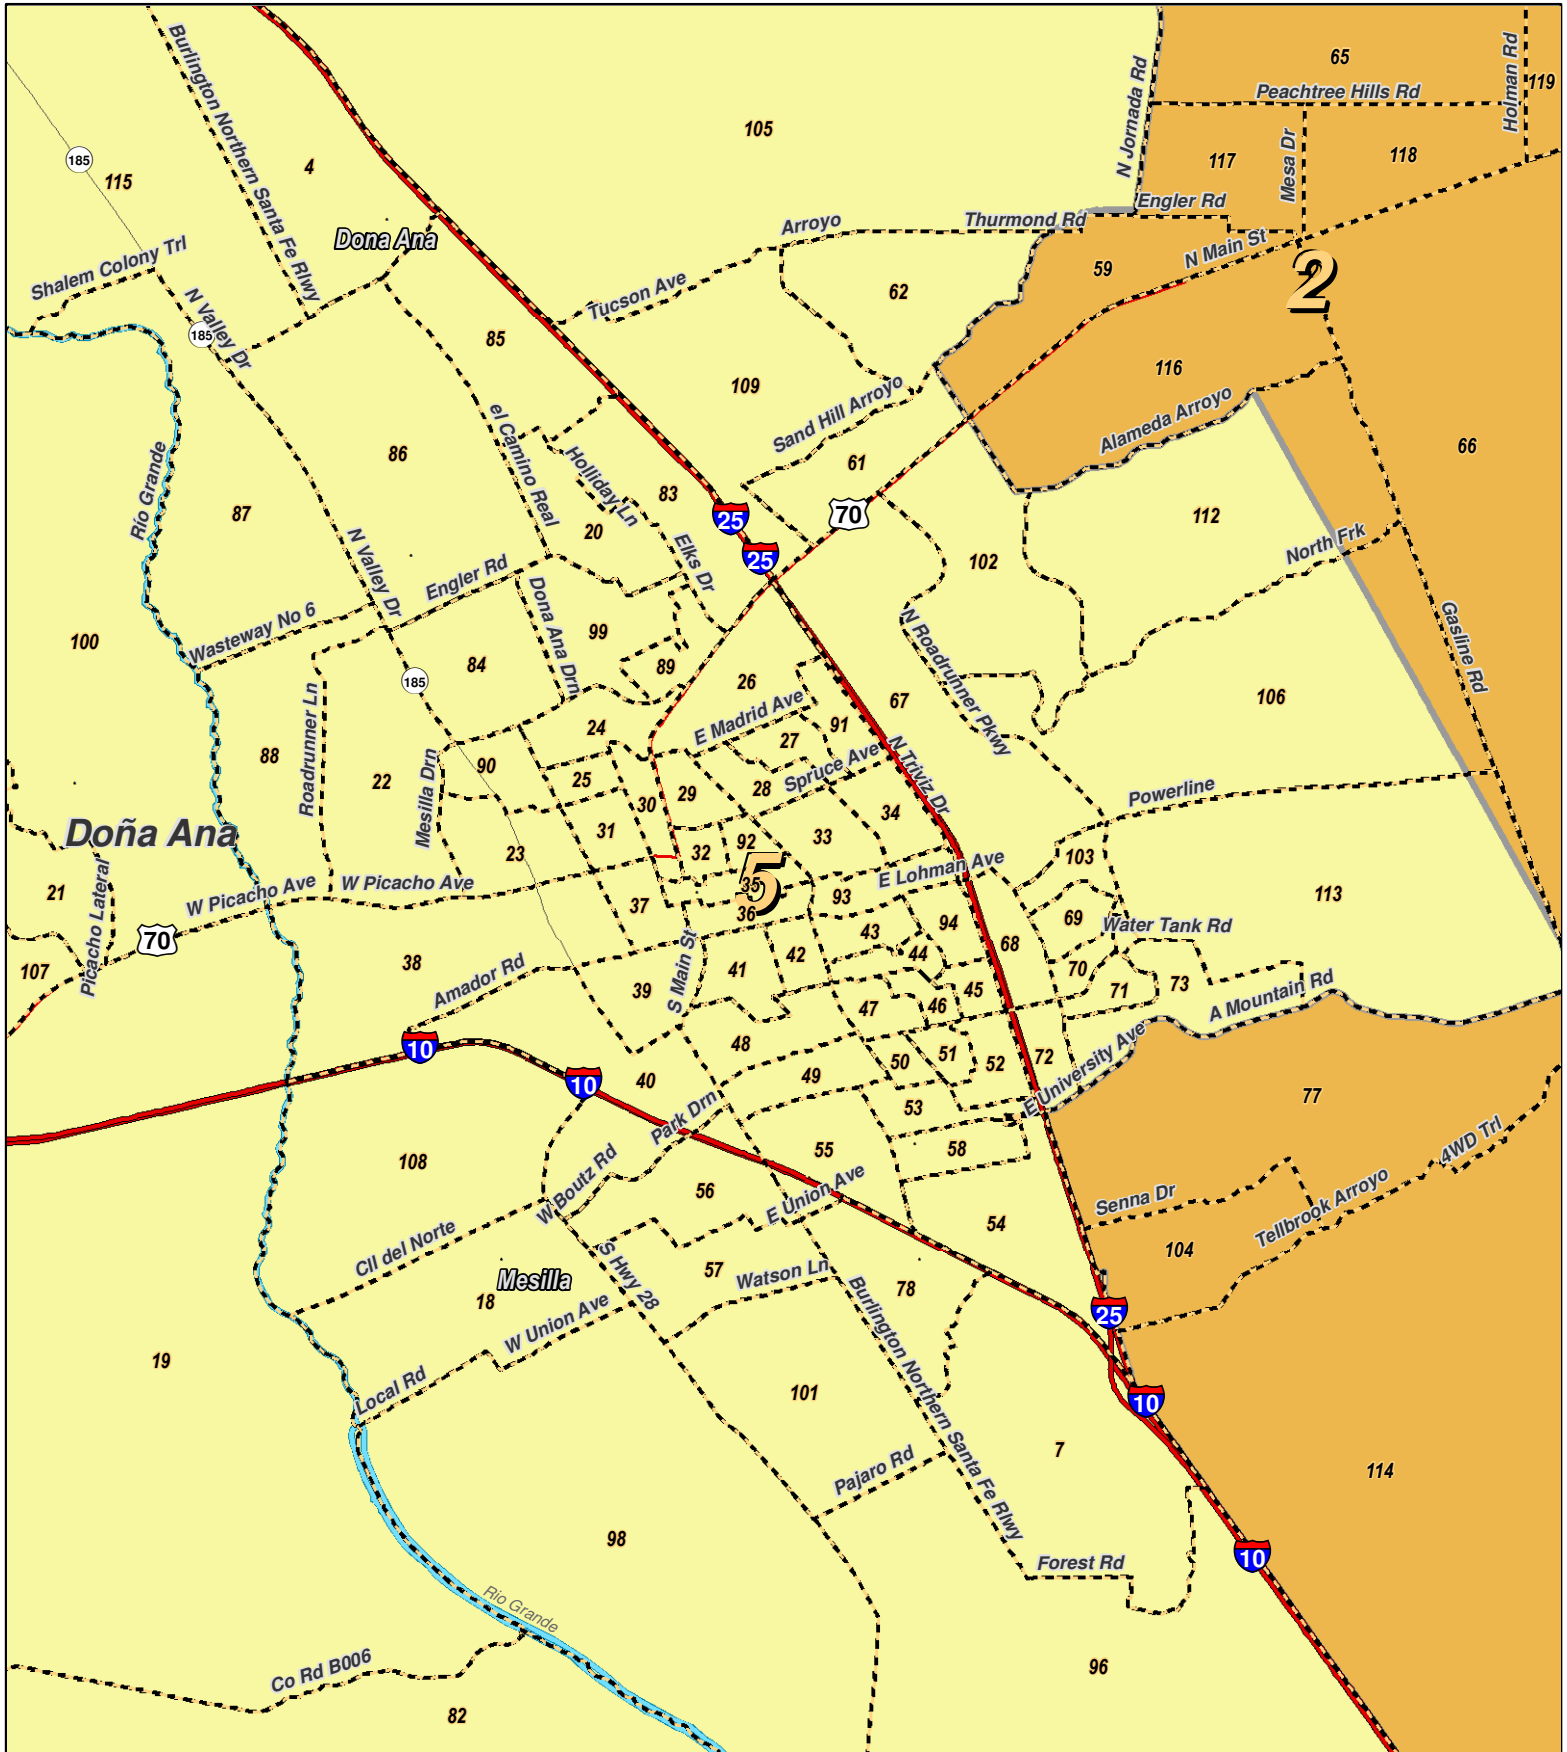 65
Holman Rd
119
Peachtree Hills Rd
Burlington Northern Santa Fe Rlwy
N Jornada Rd
105
117
Mesa Dr
118
185
115
4
Engler Rd
Dona Ana
Arroyo
Thurmond Rd
N Main St
59
2
Shalem Colony Trl
Tucson Ave
62
N Valley Dr
185
85
116
109
Sand Hill Arroyo
Alameda Arroyo
66
86
el Camino Real
61
Holliday Ln
83
Rio Grande
87
25
70
112
20
N Valley Dr
Elks Dr
25
102
North Frk
Engler Rd
Dona Ana Drn
Wasteway No 6
100
99
N Roadrunner Pkwy
Gasline Rd
84
89
185
26
67
106
Roadrunner Ln
E Madrid Ave
88
24
27
91
N Triviz Dr
Mesilla Drn
90
22
25
28
Spruce Ave
29
30
34
Powerline
Doña Ana
31
92
33
32
23
5
103
E Lohman Ave
Picacho Lateral
21
W Picacho Ave
W Picacho Ave
35
93
113
37
36
69
Water Tank Rd
70
43
94
68
42
44
107
38
Amador Rd
S Main St
41
70
73
39
45
71
A Mountain Rd
47
46
10
48
51
72
E University Ave
50
52
10
40
49
77
53
Park Drn
4WD Trl
55
58
108
W Boutz Rd
56
E Union Ave
Senna Dr
Tellbrook Arroyo
54
Cll del Norte
104
S Hwy 28
57
Watson Ln
Mesilla
18
78
25
W Union Ave
Burlington Northern Santa Fe Rlwy
19
Local Rd
101
10
7
Pajaro Rd
114
98
10
Forest Rd
Rio Grande
Co Rd B006
96
82